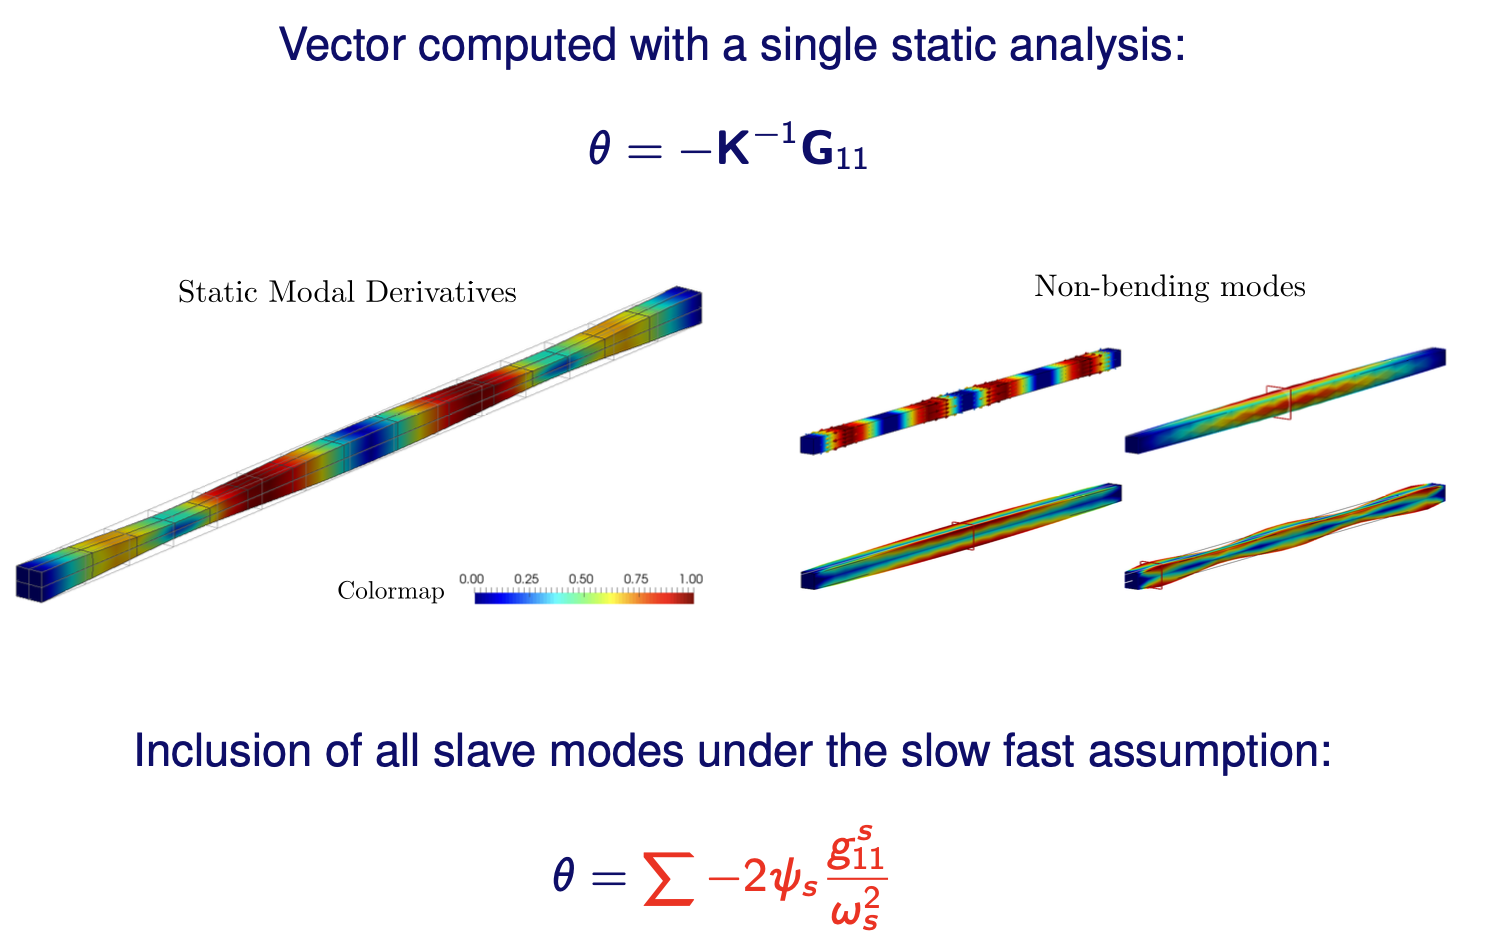 Vector computed with a single static analysis:
θ = −K⁻¹G₁₁
Static Modal Derivatives
Non-bending modes
Colormap
0.00 0.25 0.50 0.75 1.00
Inclusion of all slave modes under the slow fast assumption:
θ = ∑ −2ψₛ g₁₁ˢ / ωₛ²